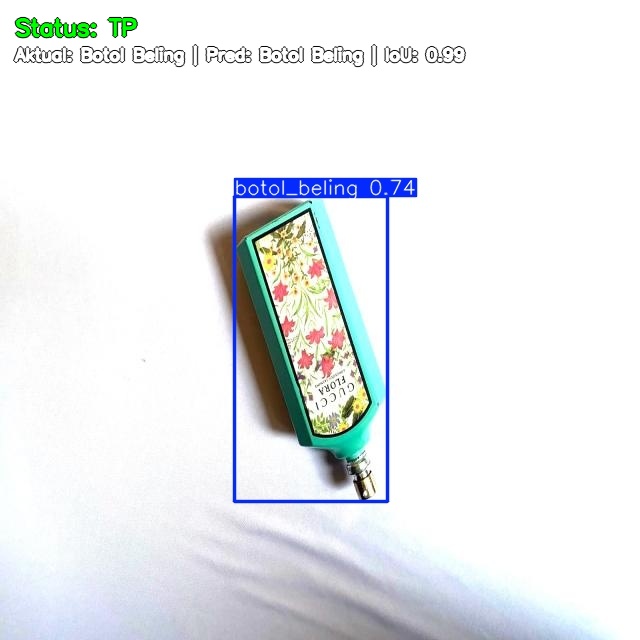 Status: TP
Aktual: Botol Beling | Pred: Botol Beling | IoU: 0.99
botol_beling 0.74
GUCCI
FLORA